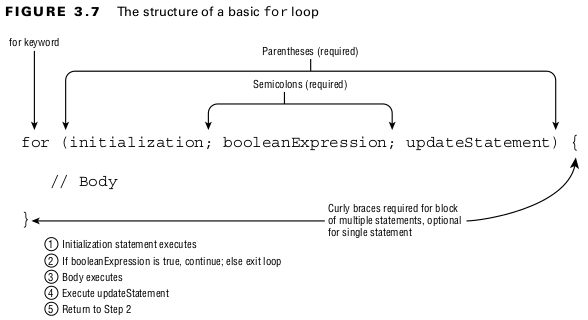 FIGURE 3.7 The structure of a basic for loop
for keyword
Parentheses (required)
Semicolons (required)
for (initialization; booleanExpression; updateStatement) {
// Body
}
Curly braces required for block
of multiple statements, optional
for single statement
1 Initialization statement executes
2 If booleanExpression is true, continue; else exit loop
3 Body executes
4 Execute updateStatement
5 Return to Step 2